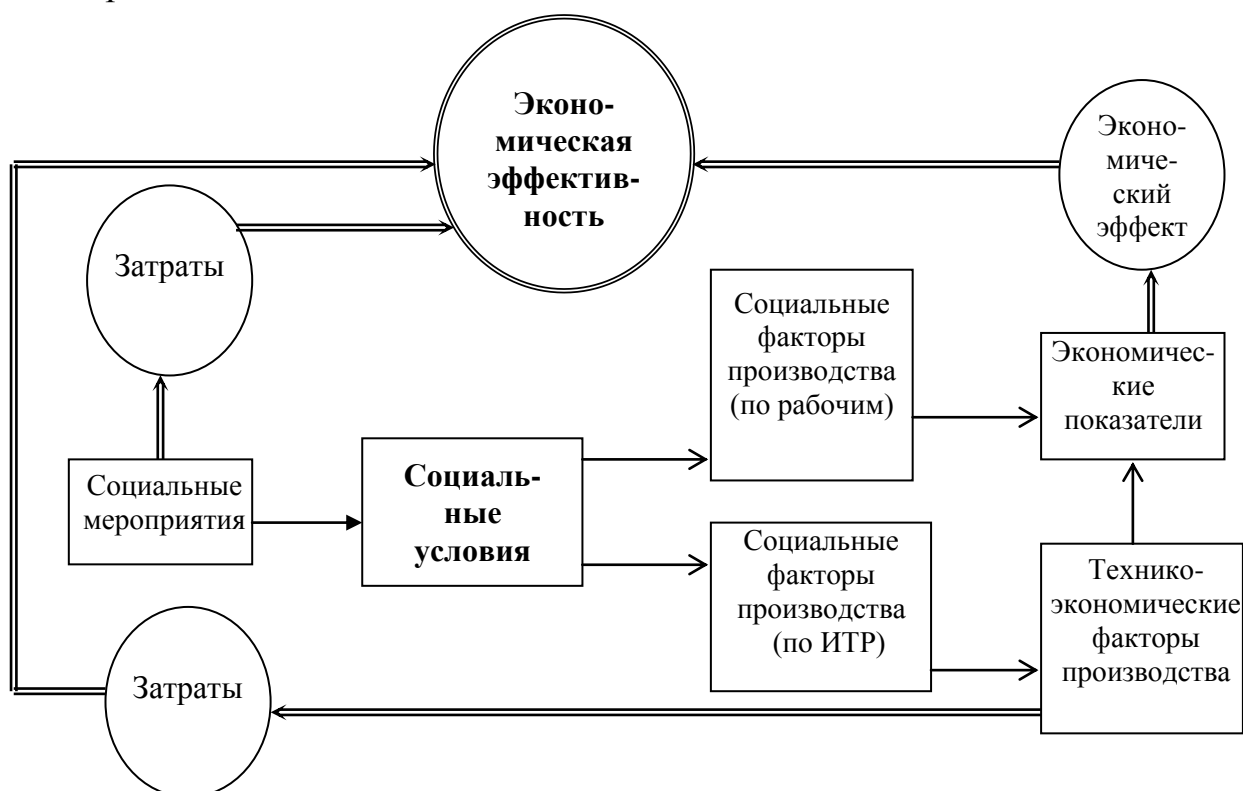 Эконо-
мическая
эффектив-
ность
Эконо-
миче-
ский
эффект
Затраты
Социальные
факторы
производства
(по рабочим)
Экономичес-
кие
показатели
Социальные
мероприятия
Социаль-
ные
условия
Социальные
факторы
производства
(по ИТР)
Технико-
экономические
факторы
производства
Затраты